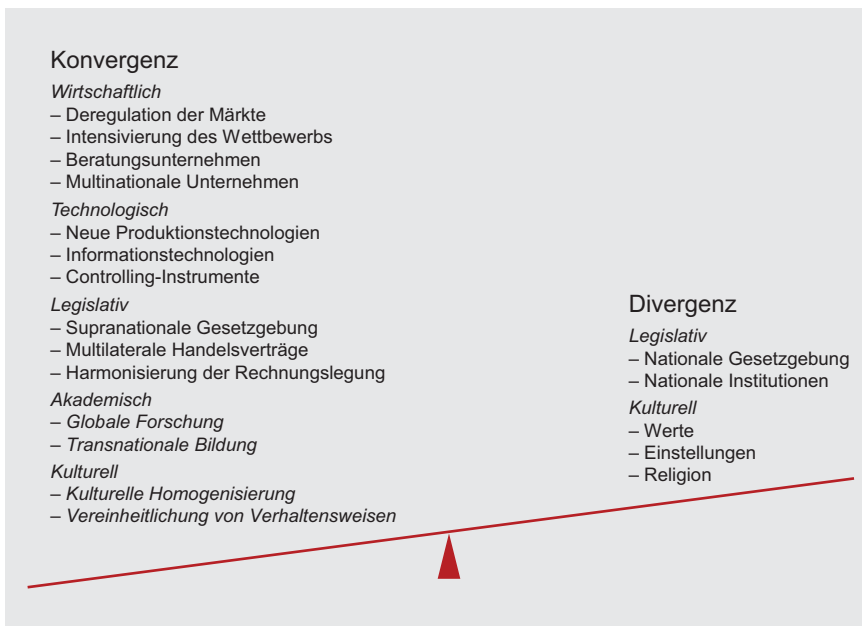 Konvergenz
Wirtschaftlich
– Deregulation der Märkte
– Intensivierung des Wettbewerbs
– Beratungsunternehmen
– Multinationale Unternehmen
Technologisch
– Neue Produktionstechnologien
– Informationstechnologien
– Controlling-Instrumente
Legislativ
– Supranationale Gesetzgebung
– Multilaterale Handelsverträge
– Harmonisierung der Rechnungslegung
Akademisch
– Globale Forschung
– Transnationale Bildung
Kulturell
– Kulturelle Homogenisierung
– Vereinheitlichung von Verhaltensweisen
Divergenz
Legislativ
– Nationale Gesetzgebung
– Nationale Institutionen
Kulturell
– Werte
– Einstellungen
– Religion